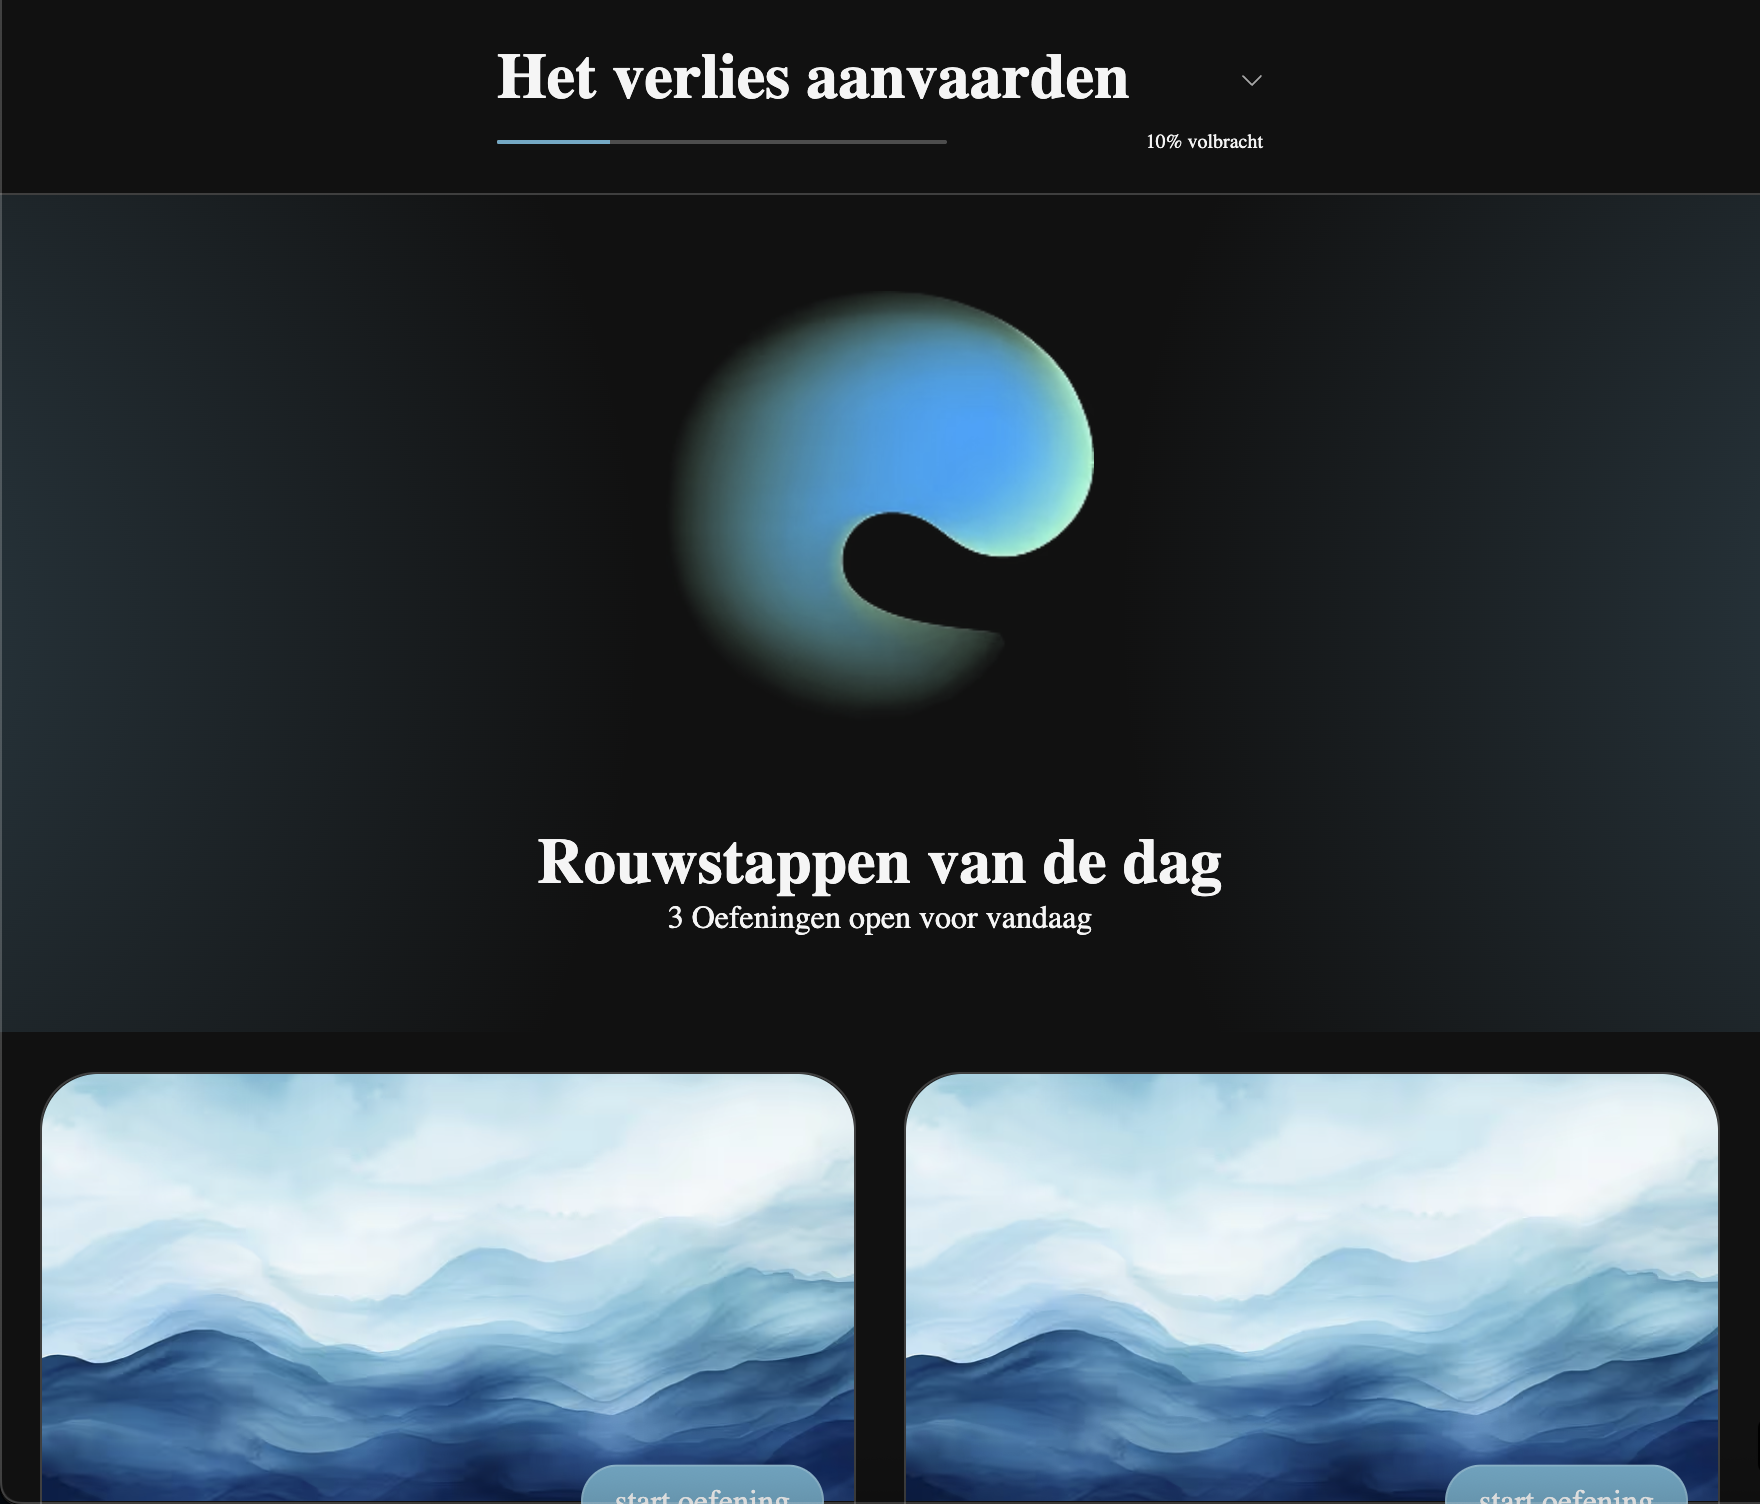 Het verlies aanvaarden
10% volbracht
Rouwstappen van de dag
3 Oefeningen open voor vandaag
start oefening
start oefening